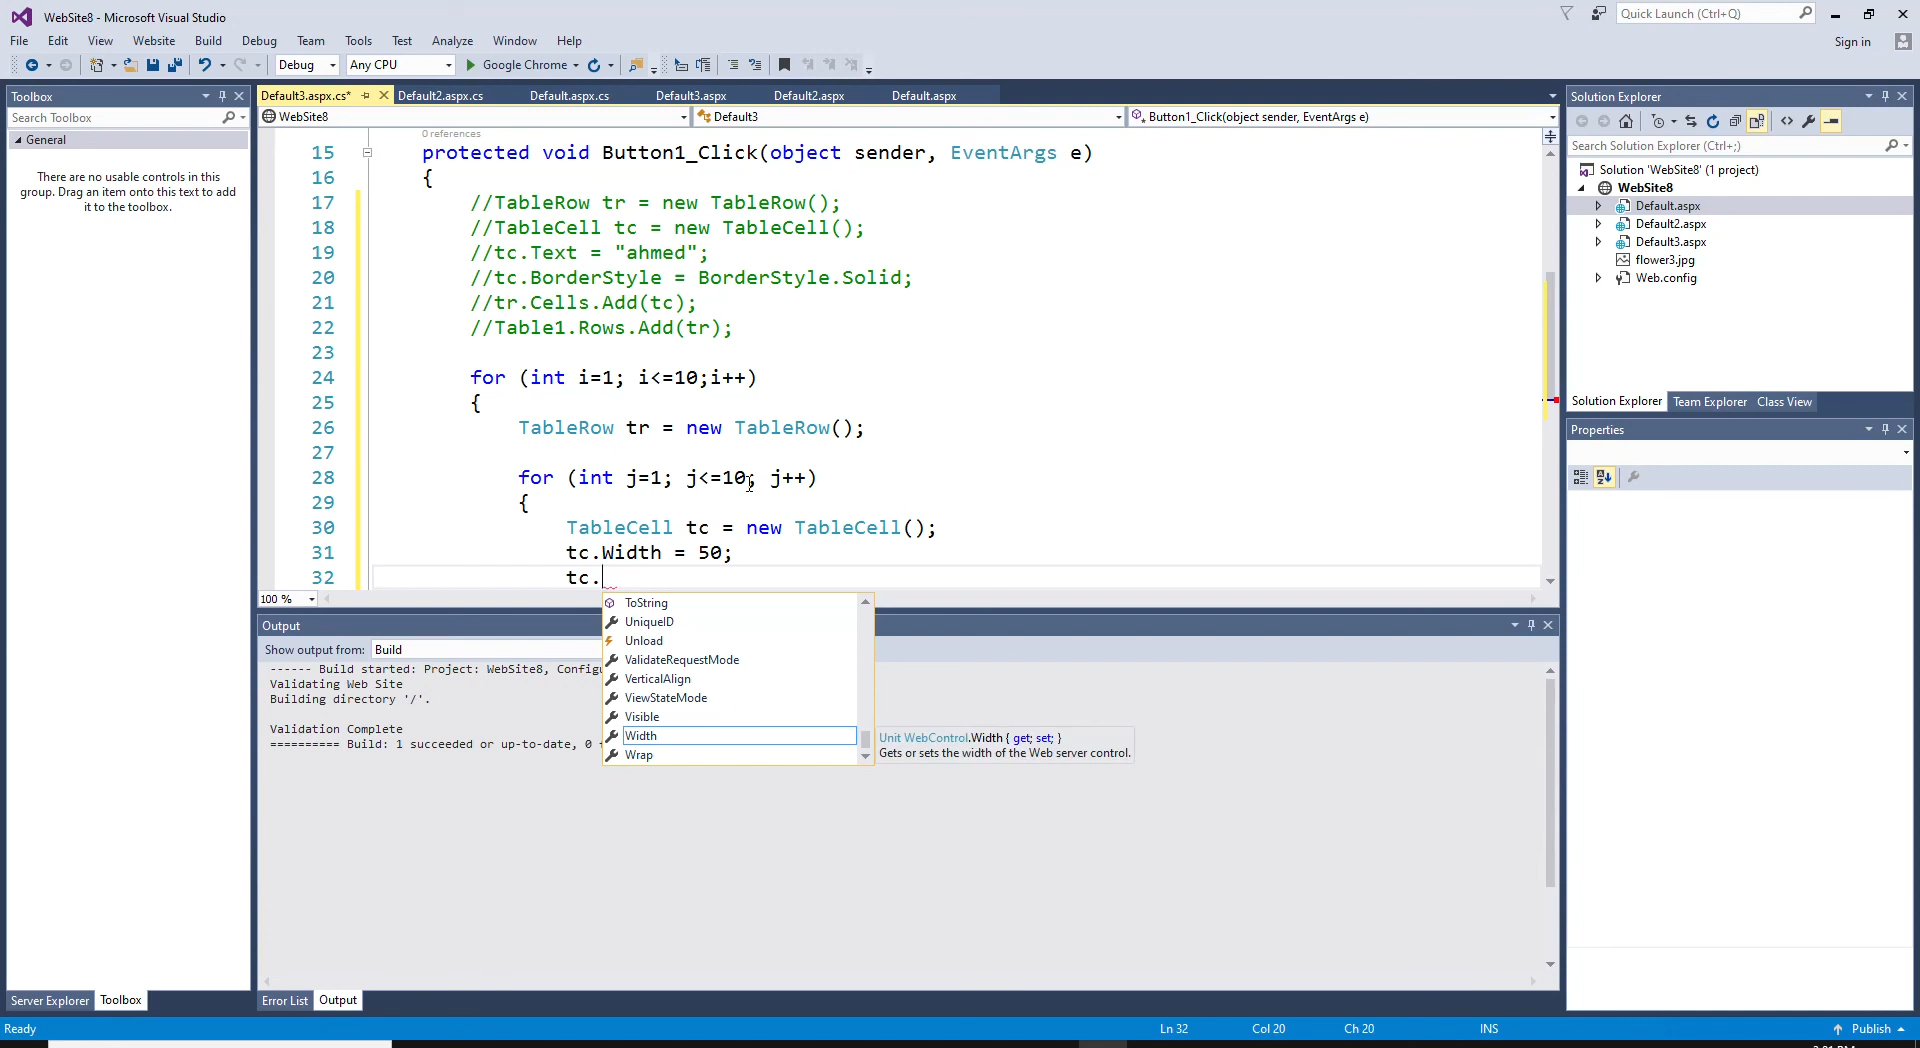 WebSite8 - Microsoft Visual Studio
Quick Launch (Ctrl+Q)
File Edit View Website Build Debug Team Tools Test Analyze Window Help
Sign in
Debug Any CPU Google Chrome
Toolbox
Search Toolbox
General
There are no usable controls in this
group. Drag an item onto this text to add
it to the toolbox.
Server Explorer Toolbox
Default3.aspx.cs* Default2.aspx.cs Default.aspx.cs Default3.aspx Default2.aspx Default.aspx
WebSite8 Default3 Button1_Click(object sender, EventArgs e)
0 references
15 protected void Button1_Click(object sender, EventArgs e)
16 {
17 //TableRow tr = new TableRow();
18 //TableCell tc = new TableCell();
19 //tc.Text = "ahmed";
20 //tc.BorderStyle = BorderStyle.Solid;
21 //tr.Cells.Add(tc);
22 //Table1.Rows.Add(tr);
23
24 for (int i=1; i<=10;i++)
25 {
26 TableRow tr = new TableRow();
27
28 for (int j=1; j<=10; j++)
29 {
30 TableCell tc = new TableCell();
31 tc.Width = 50;
32 tc.
100 %
ToString
UniqueID
Unload
ValidateRequestMode
VerticalAlign
ViewStateMode
Visible
Width
Wrap
Unit WebControl.Width { get; set; }
Gets or sets the width of the Web server control.
Output
Show output from: Build
------ Build started: Project: WebSite8,
Validating Web Site
Building directory '/'.
Validation Complete
========== Build: 1 succeeded or up-to-date, 0
Error List Output
Solution Explorer
Search Solution Explorer (Ctrl+;)
Solution 'WebSite8' (1 project)
WebSite8
Default.aspx
Default2.aspx
Default3.aspx
flower3.jpg
Web.config
Solution Explorer Team Explorer Class View
Properties
Ready Ln 32 Col 20 Ch 20 INS Publish